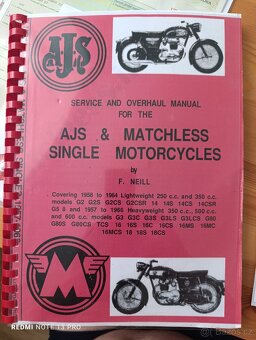 AJS
SERVICE AND OVERHAUL MANUAL
FOR THE
AJS & MATCHLESS
SINGLE MOTORCYCLES
by
F. NEILL
Covering 1958 to 1964 Lightweight 250 c.c. and 350 c.c.
models G2 G2S G2CS G2CSR 14 14S 14CS 14CSR
G5 8 and 1957 to 1966 Heavyweight 350 c.c., 500 c.c.
and 600 c.c. models G3 G3C G3S G3LS G3LCS G80
G80S G80CS TCS 16 16S 16C 16CS 16MS 16MC
16MCS 18 18S 18CS
M
REDMI NOTE 13 PRO